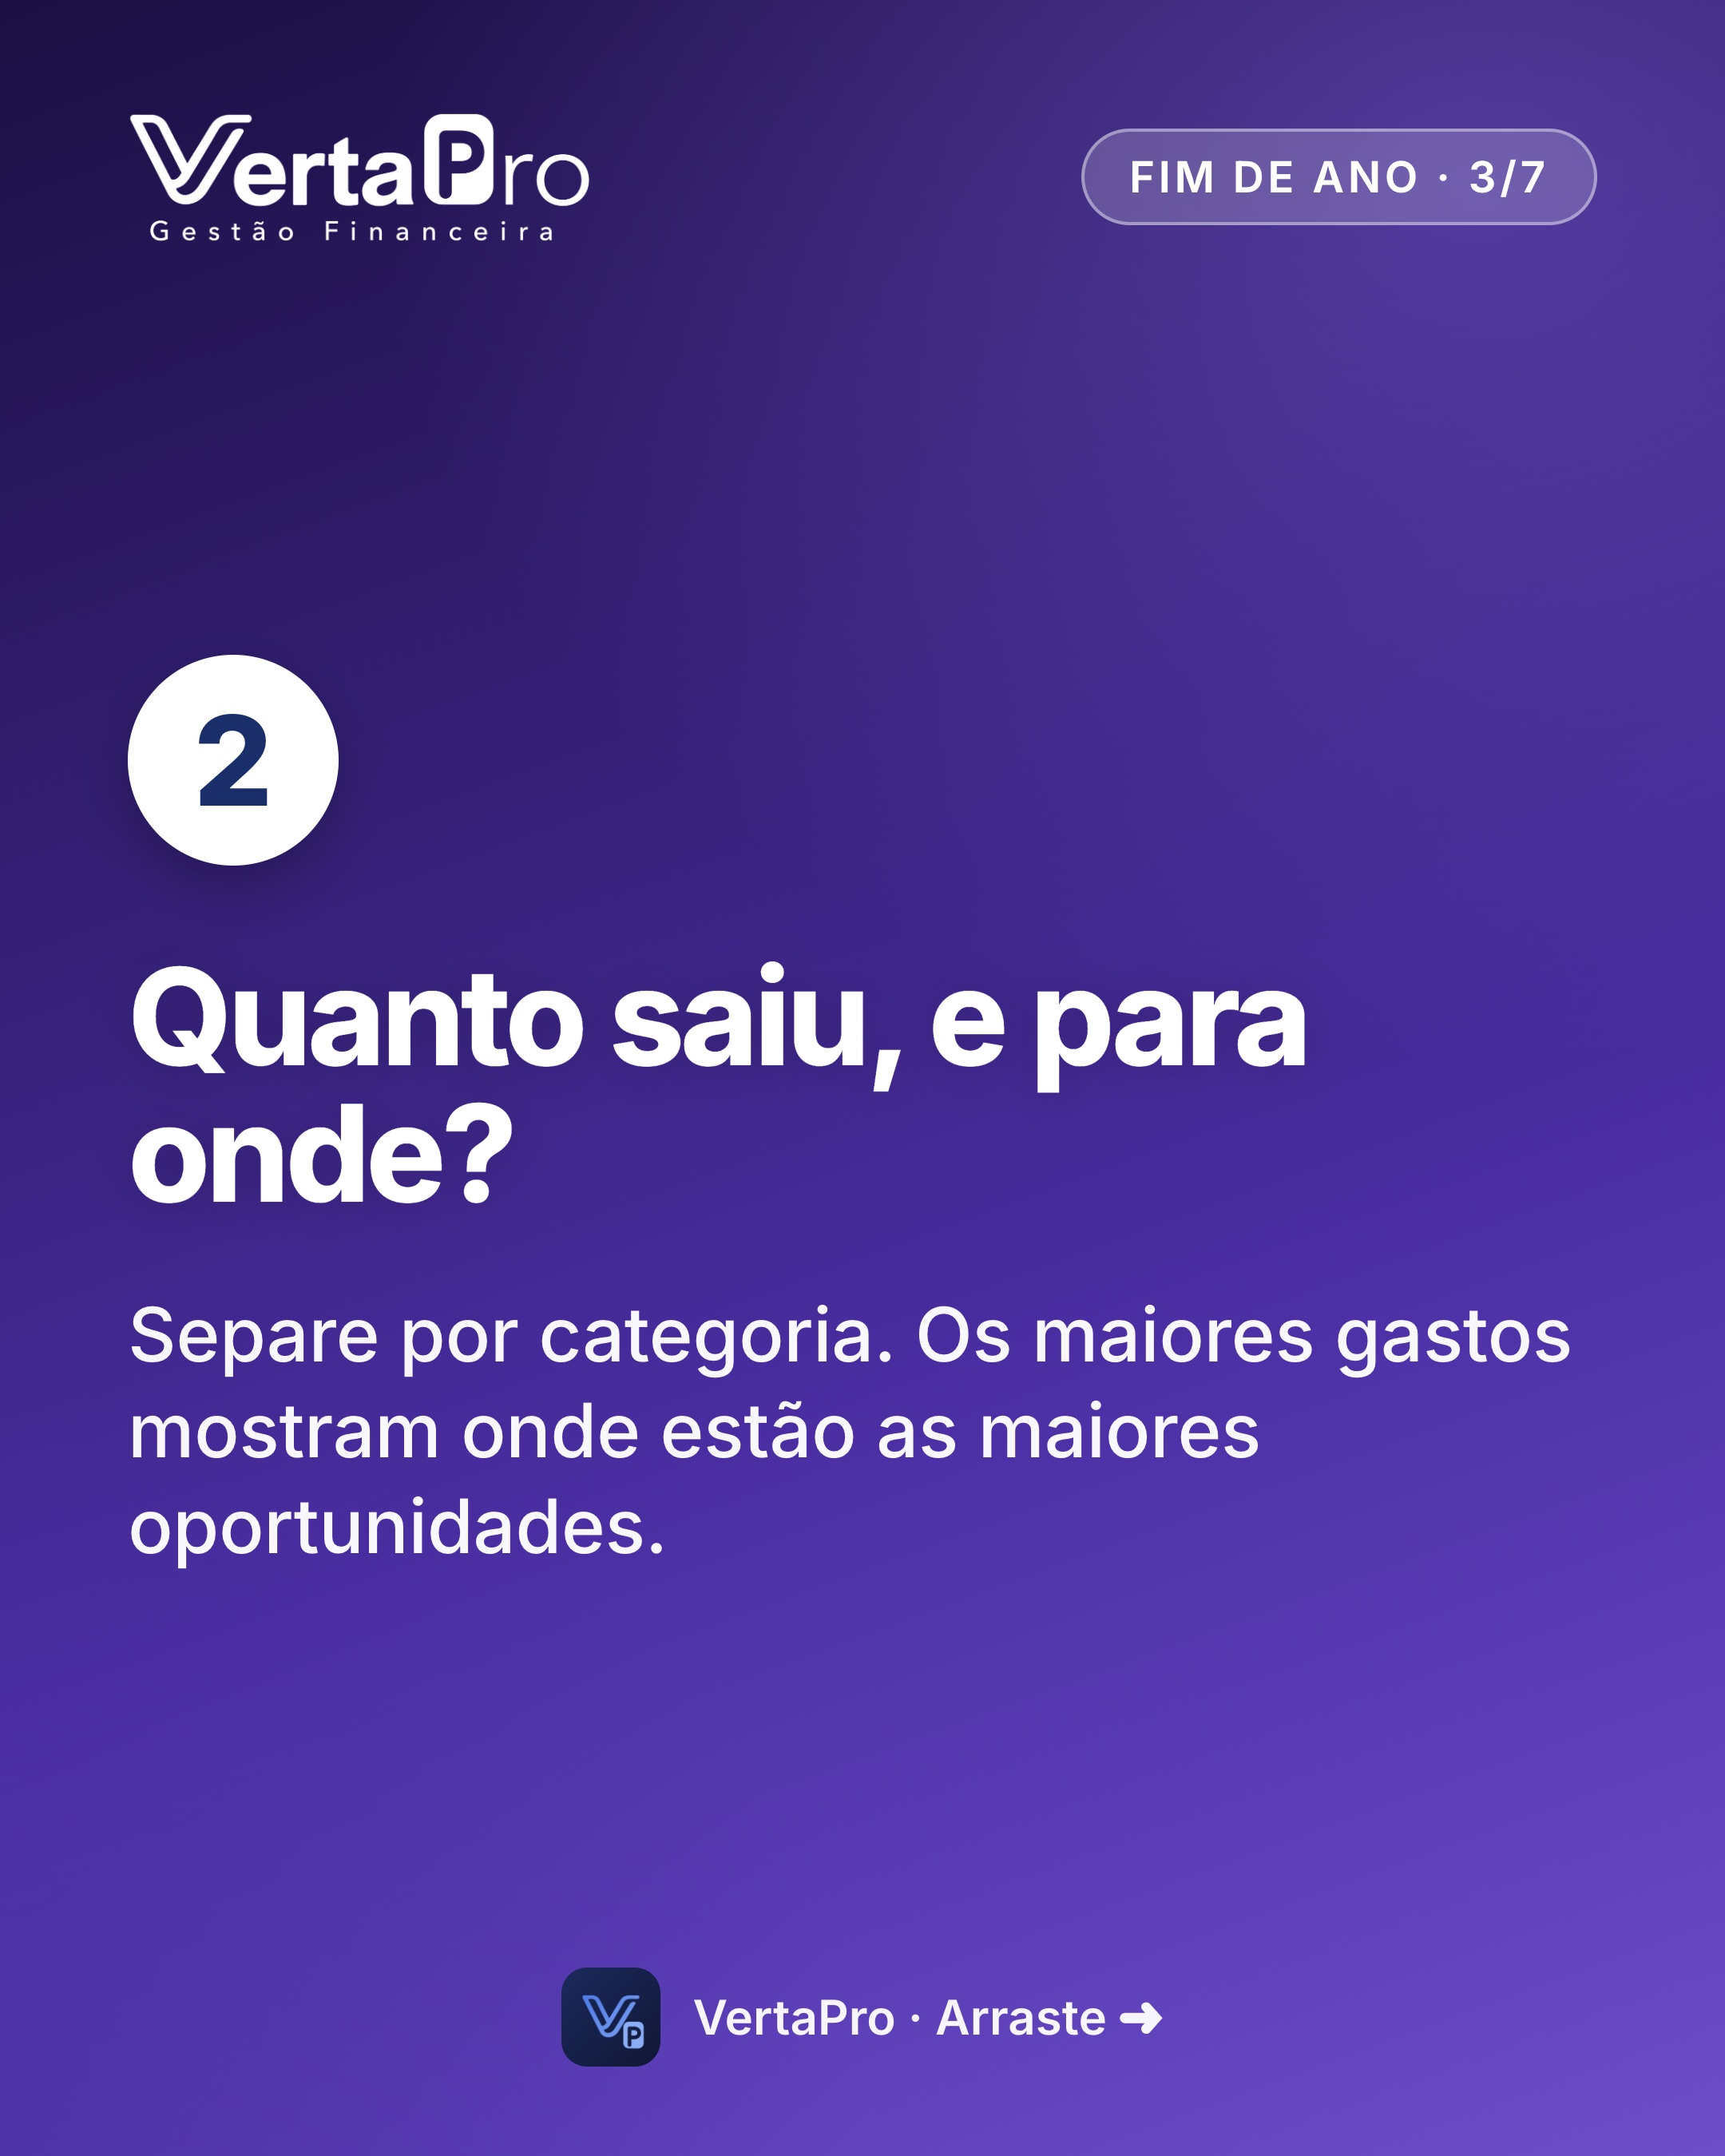 VertaPro
Gestão Financeira
FIM DE ANO · 3/7
2
Quanto saiu, e para
onde?
Separe por categoria. Os maiores gastos
mostram onde estão as maiores
oportunidades.
VP
VertaPro · Arraste ➔